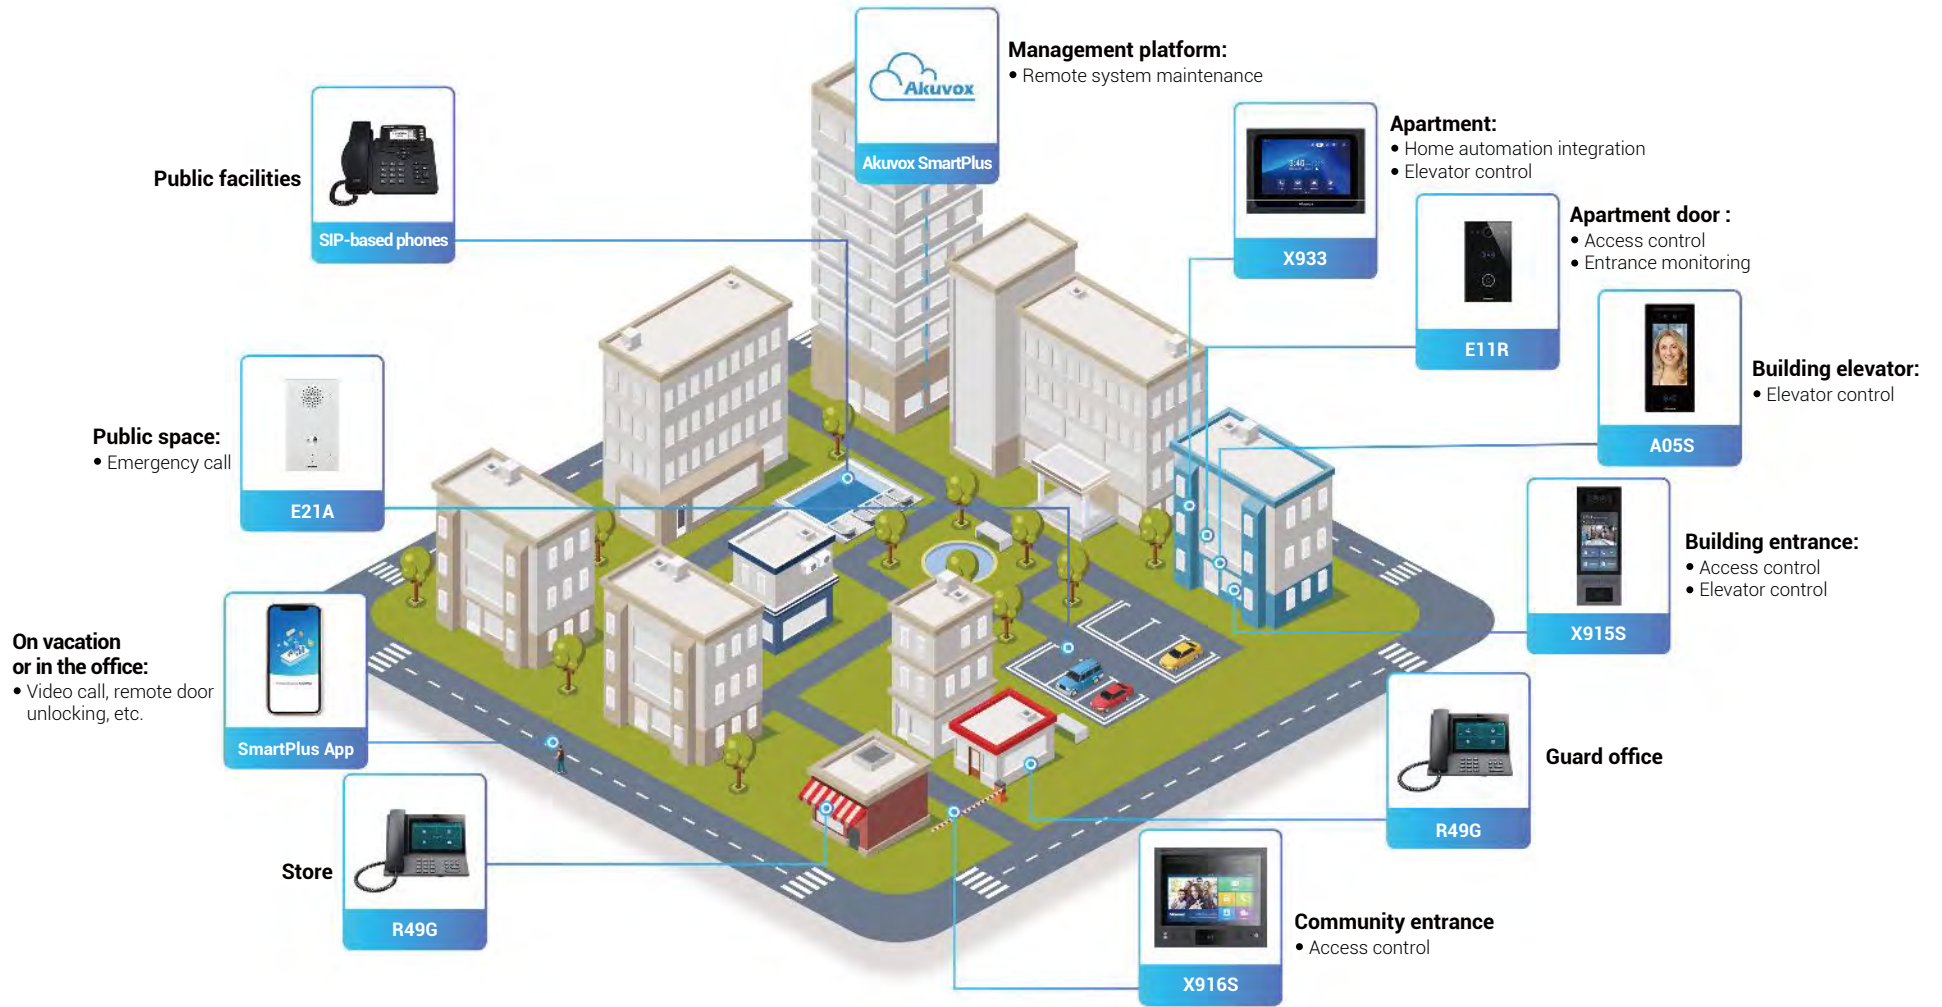 Akuvox
Akuvox SmartPlus
Management platform:
• Remote system maintenance
Public facilities
SIP-based phones
3:40
X933
Apartment:
• Home automation integration
• Elevator control
E11R
Apartment door :
• Access control
• Entrance monitoring
A05S
Building elevator:
• Elevator control
Public space:
• Emergency call
E21A
X915S
Building entrance:
• Access control
• Elevator control
On vacation
or in the office:
• Video call, remote door
unlocking, etc.
SmartPlus App
R49G
Guard office
Store
R49G
X916S
Community entrance
• Access control